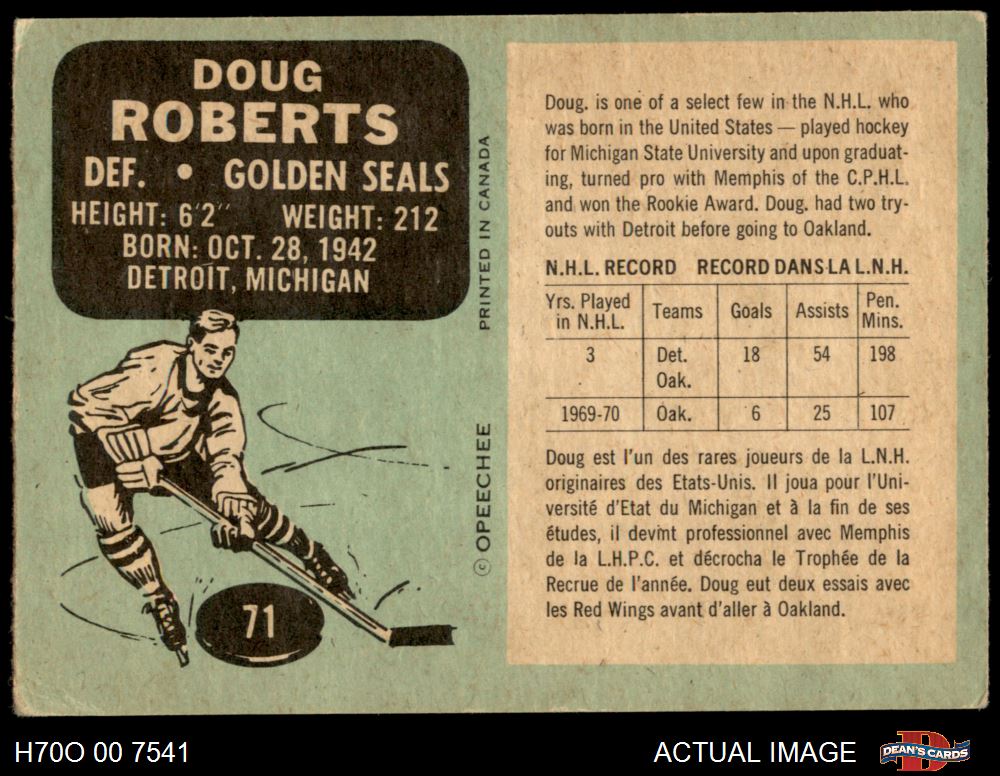 DOUG
ROBERTS
DEF. • GOLDEN SEALS
HEIGHT: 6'2" WEIGHT: 212
BORN: OCT. 28, 1942
DETROIT, MICHIGAN
71
PRINTED IN CANADA
© OPEECHEE
Doug. is one of a select few in the N.H.L. who
was born in the United States — played hockey
for Michigan State University and upon graduat-
ing, turned pro with Memphis of the C.P.H.L.
and won the Rookie Award. Doug. had two try-
outs with Detroit before going to Oakland.
N.H.L. RECORD RECORD DANS LA L.N.H.
Yrs. Played in N.H.L. Teams Goals Assists Pen. Mins.
3 Det. Oak. 18 54 198
1969-70 Oak. 6 25 107
Doug est l'un des rares joueurs de la L.N.H.
originaires des Etats-Unis. Il joua pour l'Uni-
versité d'Etat du Michigan et à la fin de ses
études, il devint professionnel avec Memphis
de la L.H.P.C. et décrocha le Trophée de la
Recrue de l'année. Doug eut deux essais avec
les Red Wings avant d'aller à Oakland.
H70O 00 7541
ACTUAL IMAGE
DEAN'S CARDS